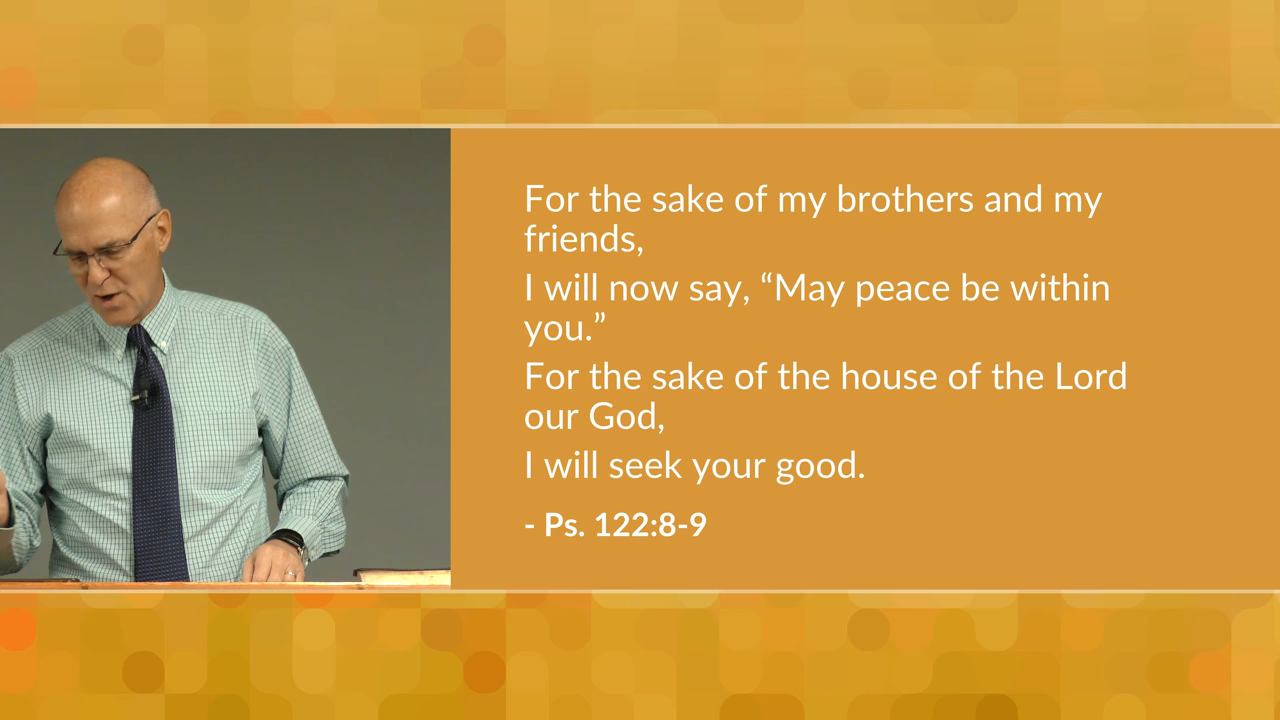 For the sake of my brothers and my
friends,
I will now say, “May peace be within
you.”
For the sake of the house of the Lord
our God,
I will seek your good.
- Ps. 122:8-9